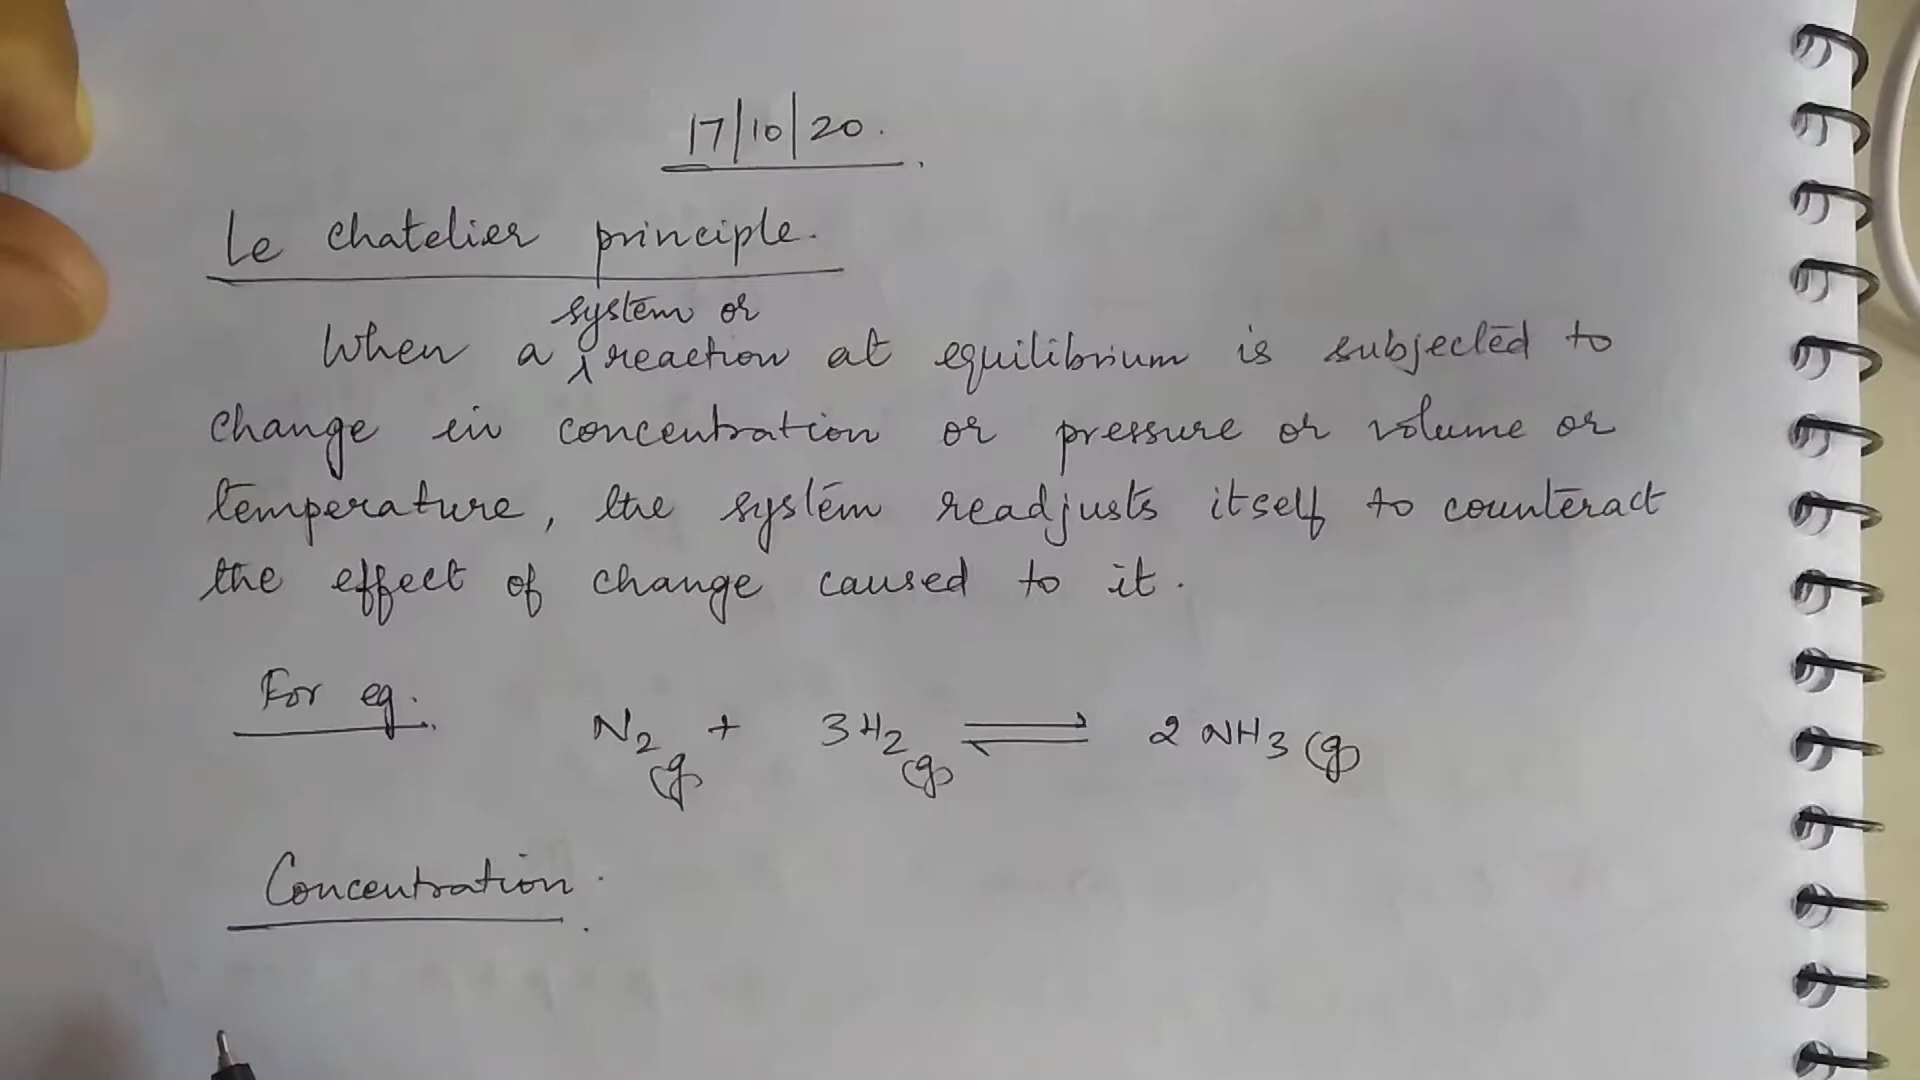 17/10/20.
Le chatelier principle.
system or
When a ⁁ reaction at equilibrium is subjected to
change in concentration or pressure or volume or
temperature, the system readjusts itself to counteract
the effect of change caused to it.
For eg. N2(g) + 3H2(g) ⇌ 2NH3(g)
Concentration.